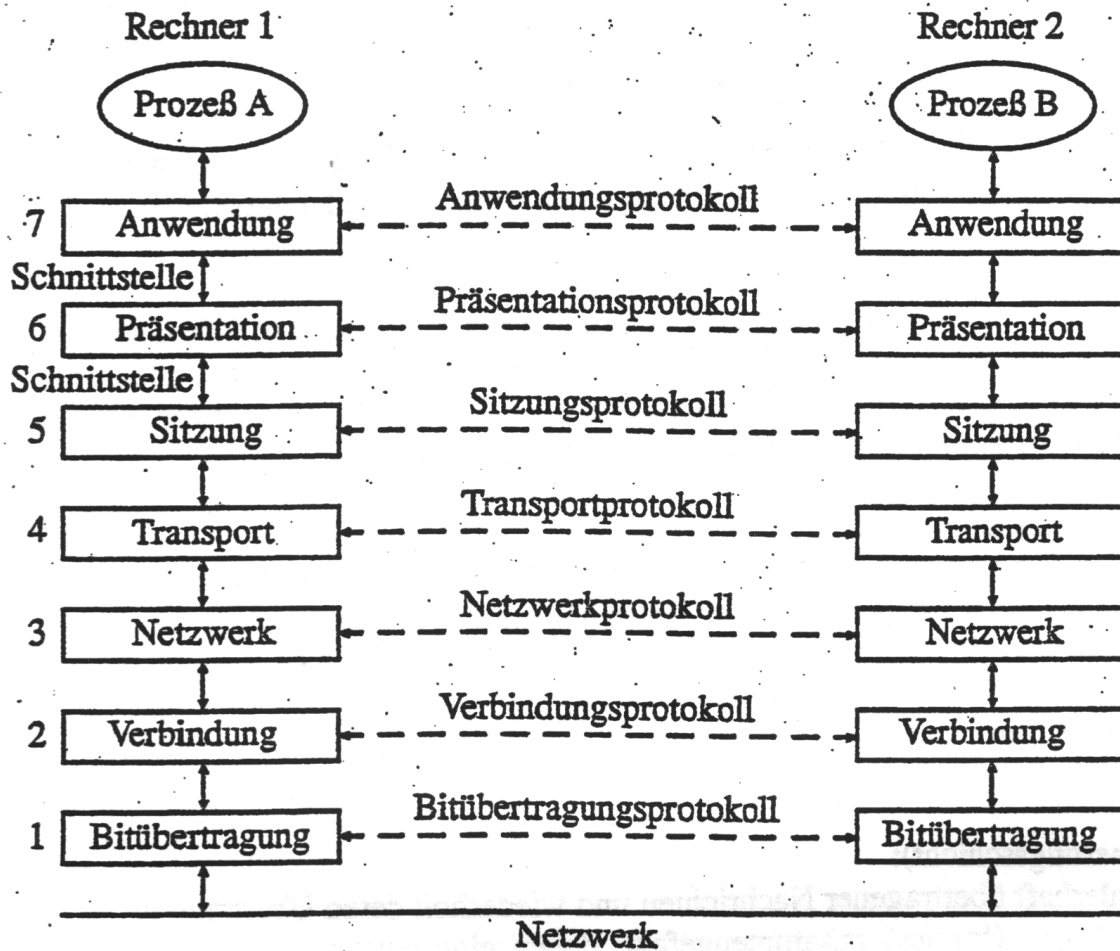 Rechner 1 Rechner 2
Prozeß A Prozeß B
Anwendungsprotokoll
7 Anwendung Anwendung
Schnittstelle
Präsentationsprotokoll
6 Präsentation Präsentation
Schnittstelle
Sitzungsprotokoll
5 Sitzung Sitzung
Transportprotokoll
4 Transport Transport
Netzwerkprotokoll
3 Netzwerk Netzwerk
Verbindungsprotokoll
2 Verbindung Verbindung
Bitübertragungsprotokoll
1 Bitübertragung Bitübertragung
Netzwerk